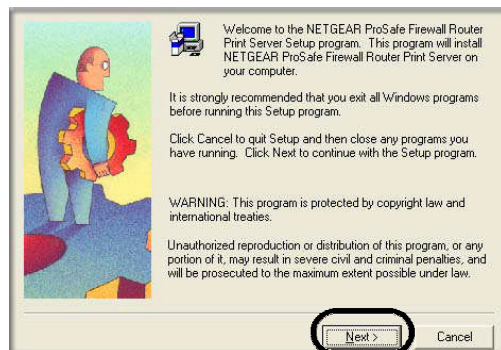 Welcome to the NETGEAR ProSafe Firewall Router
Print Server Setup program. This program will install
NETGEAR ProSafe Firewall Router Print Server on
your computer.
It is strongly recommended that you exit all Windows programs
before running this Setup program.
Click Cancel to quit Setup and then close any programs you
have running. Click Next to continue with the Setup program.
WARNING: This program is protected by copyright law and
international treaties.
Unauthorized reproduction or distribution of this program, or any
portion of it, may result in severe civil and criminal penalties, and
will be prosecuted to the maximum extent possible under law.
Next > Cancel